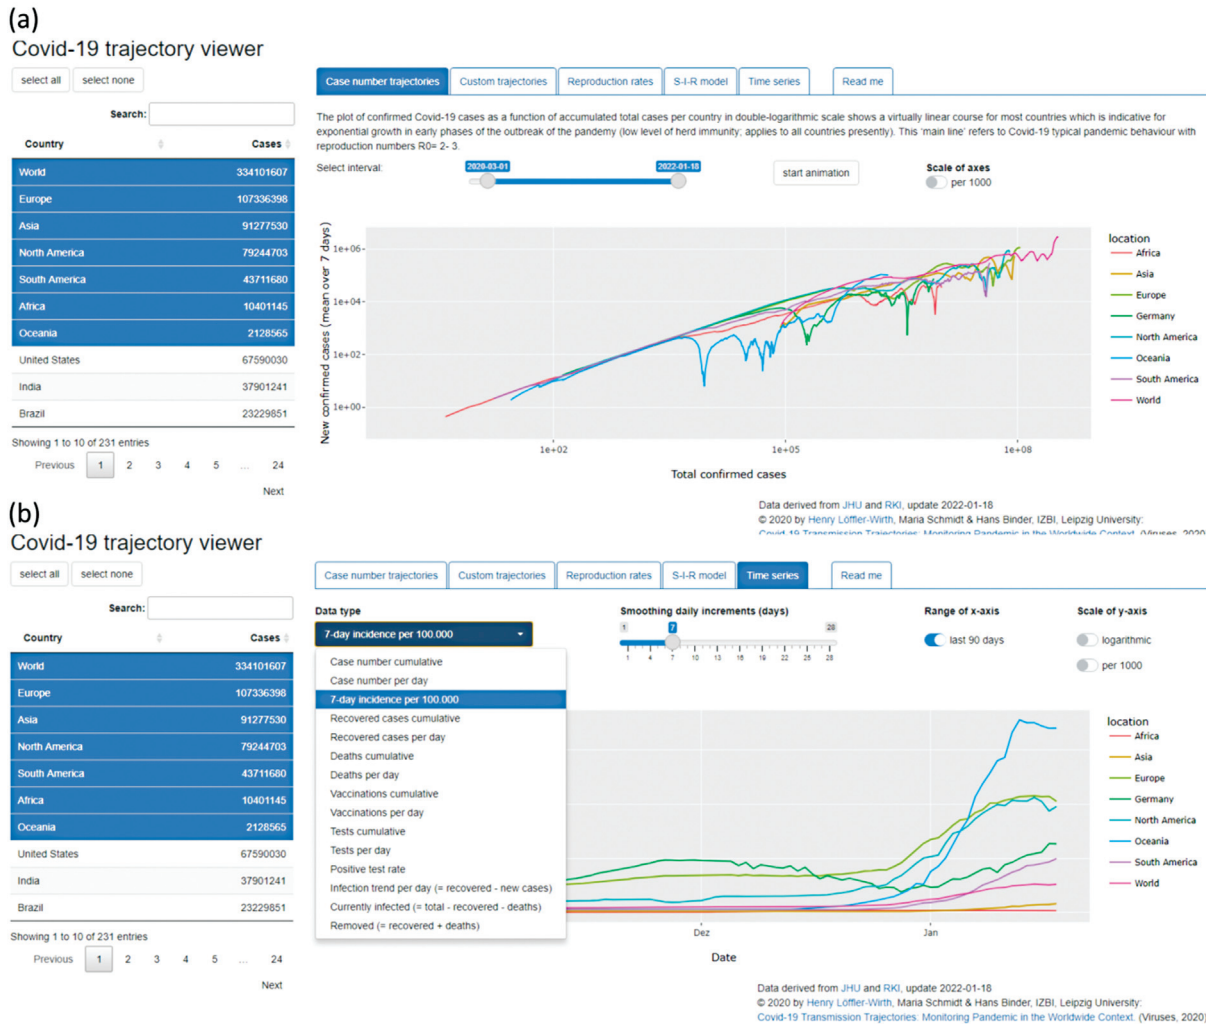 (a)
Covid-19 trajectory viewer
select all select none
Search:
Country Cases
World 334101607
Europe 107336398
Asia 91277530
North America 79244703
South America 43711680
Africa 10401145
Oceania 2128565
United States 67590030
India 37901241
Brazil 23229851
Showing 1 to 10 of 231 entries
Previous 1 2 3 4 5 ... 24
Next
Case number trajectories Custom trajectories Reproduction rates S-I-R model Time series Read me
The plot of confirmed Covid-19 cases as a function of accumulated total cases per country in double-logarithmic scale shows a virtually linear course for most countries which is indicative for
exponential growth in early phases of the outbreak of the pandemy (low level of herd immunity; applies to all countries presently). This 'main line' refers to Covid-19 typical pandemic behaviour with
reproduction numbers R0= 2- 3.
Select interval: 2020-03-01 2022-01-18 start animation Scale of axes
per 1000
New confirmed cases (mean over 7 days)
1e+06
1e+04
1e+02
1e+00
1e+02 1e+05 1e+08
Total confirmed cases
location
Africa
Asia
Europe
Germany
North America
Oceania
South America
World
Data derived from JHU and RKI, update 2022-01-18
© 2020 by Henry Löffler-Wirth, Maria Schmidt & Hans Binder, IZBI, Leipzig University:
Covid-19 Transmission Trajectories: Monitoring Pandemic in the Worldwide Context. (Viruses, 2020)
(b)
Covid-19 trajectory viewer
select all select none
Search:
Country Cases
World 334101607
Europe 107336398
Asia 91277530
North America 79244703
South America 43711680
Africa 10401145
Oceania 2128565
United States 67590030
India 37901241
Brazil 23229851
Showing 1 to 10 of 231 entries
Previous 1 2 3 4 5 ... 24
Next
Case number trajectories Custom trajectories Reproduction rates S-I-R model Time series Read me
Data type
7-day incidence per 100.000
Case number cumulative
Case number per day
7-day incidence per 100.000
Recovered cases cumulative
Recovered cases per day
Deaths cumulative
Deaths per day
Vaccinations cumulative
Vaccinations per day
Tests cumulative
Tests per day
Positive test rate
Infection trend per day (= recovered - new cases)
Currently infected (= total - recovered - deaths)
Removed (= recovered + deaths)
Smoothing daily increments (days)
1 7 28
1 4 7 10 13 16 19 22 25 28
Range of x-axis
last 90 days
Scale of y-axis
logarithmic
per 1000
Dez Jan
Date
location
Africa
Asia
Europe
Germany
North America
Oceania
South America
World
Data derived from JHU and RKI, update 2022-01-18
© 2020 by Henry Löffler-Wirth, Maria Schmidt & Hans Binder, IZBI, Leipzig University:
Covid-19 Transmission Trajectories: Monitoring Pandemic in the Worldwide Context. (Viruses, 2020)